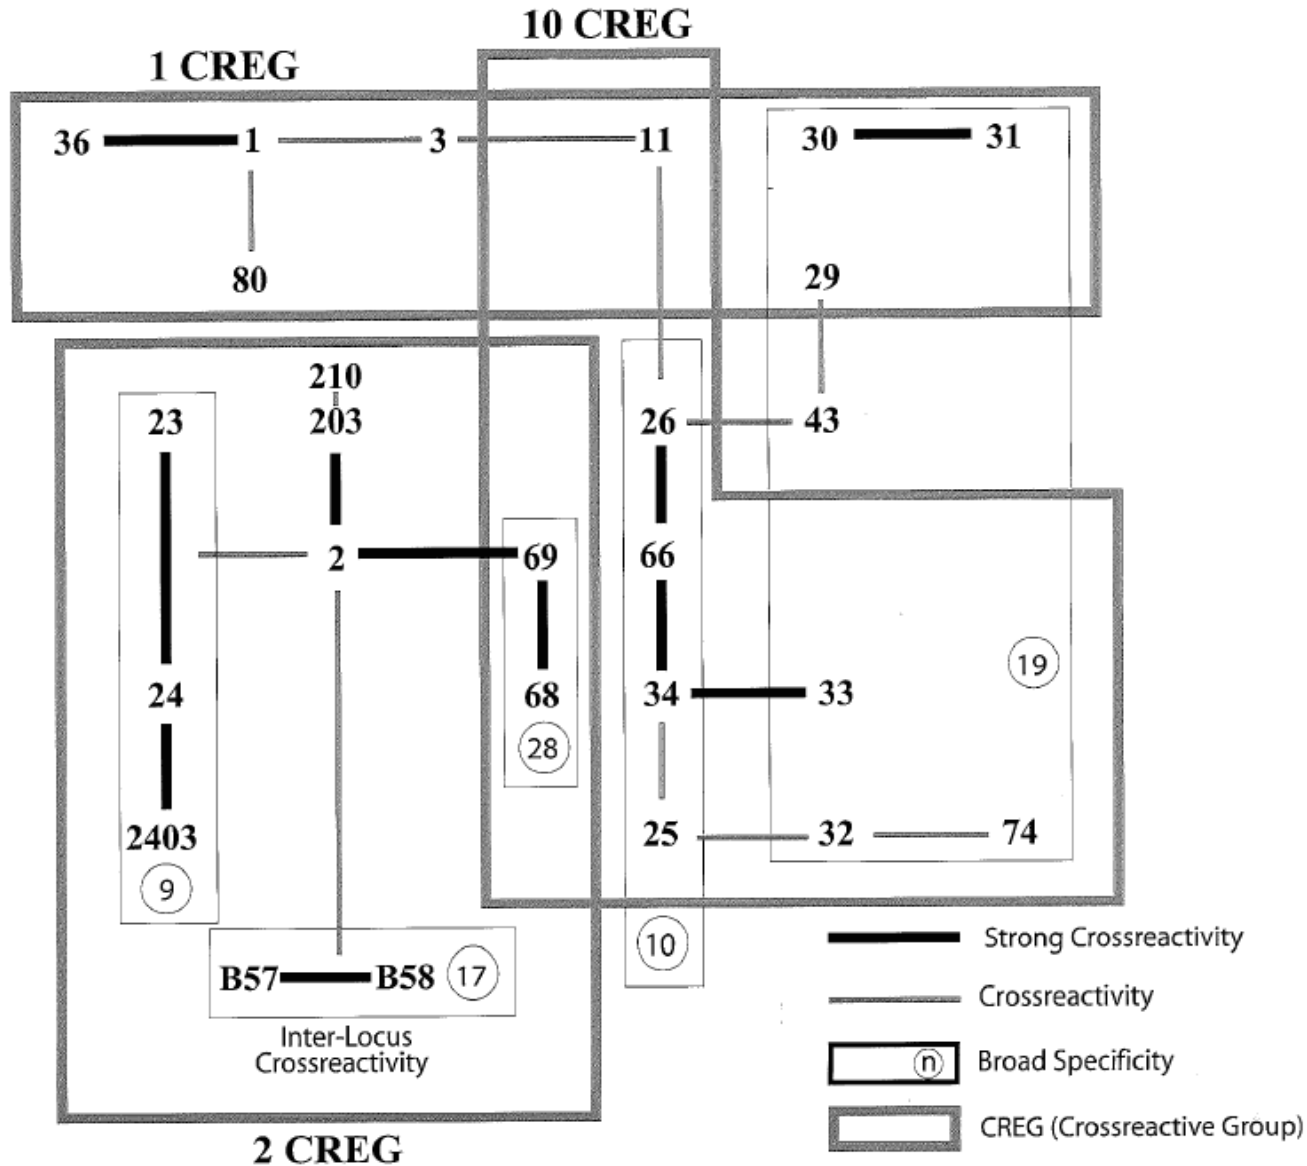 10 CREG
1 CREG
36 1 3 11 30 31
80 29
210
23 203 26 43
2 69 66
19
24 68 34 33
28
2403 25 32 74
9
10
B57 B58 17
Inter-Locus
Crossreactivity
2 CREG
Strong Crossreactivity
Crossreactivity
n Broad Specificity
CREG (Crossreactive Group)